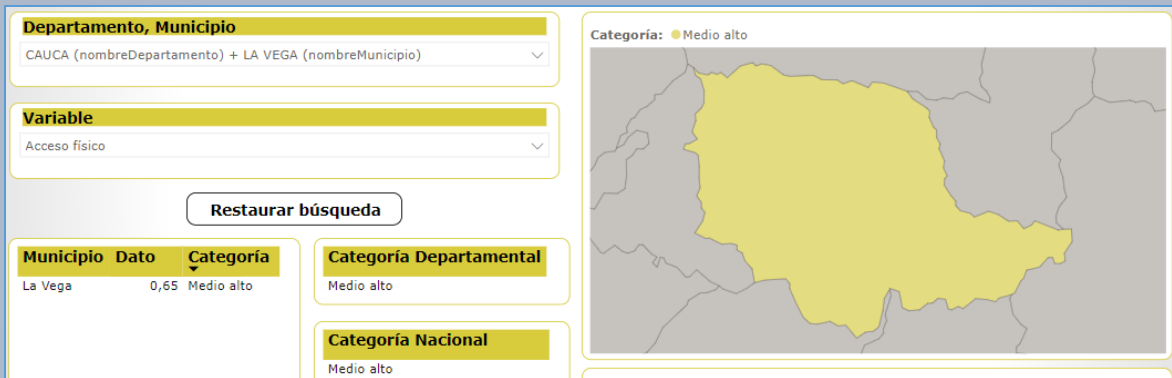 Departamento, Municipio
CAUCA (nombreDepartamento) + LA VEGA (nombreMunicipio)
Variable
Acceso físico
Restaurar búsqueda
Municipio Dato Categoría
La Vega 0,65 Medio alto
Categoría Departamental
Medio alto
Categoría Nacional
Medio alto
Categoría: Medio alto